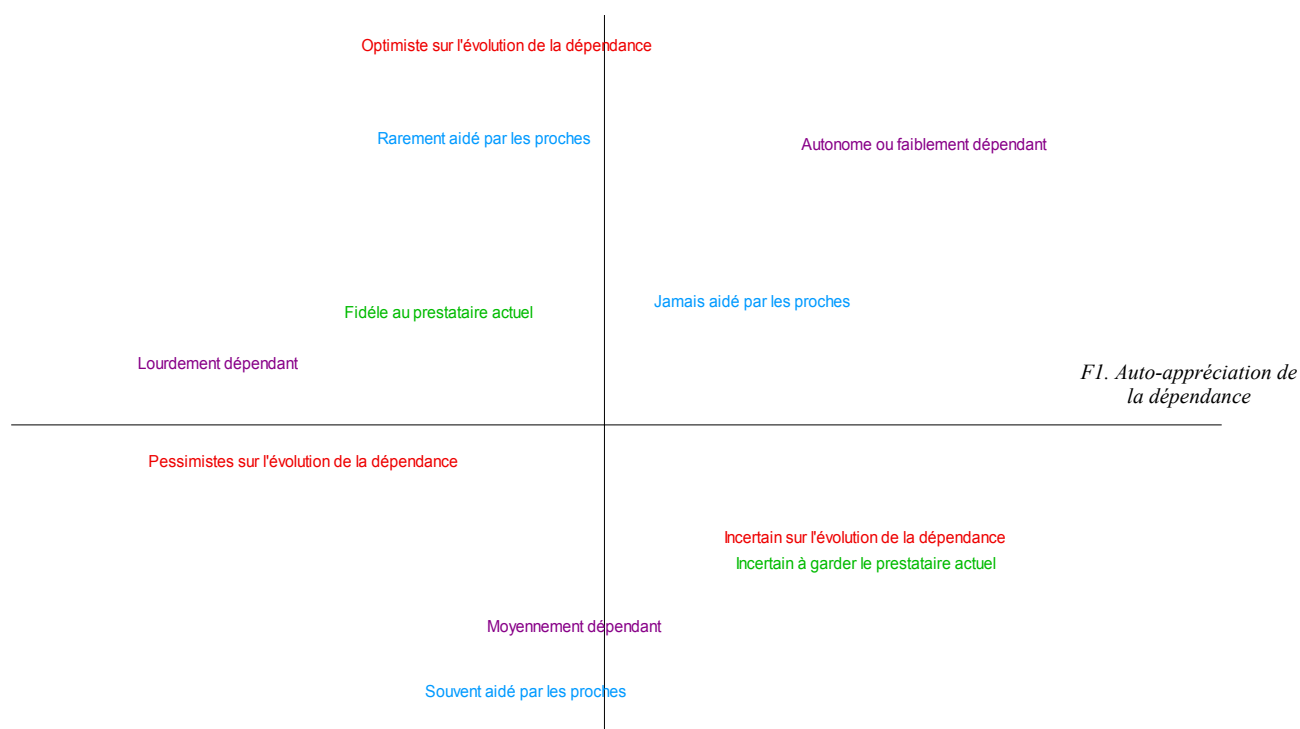 Optimiste sur l'évolution de la dépendance
Rarement aidé par les proches
Autonome ou faiblement dépendant
Jamais aidé par les proches
Fidéle au prestataire actuel
Lourdement dépendant
F1. Auto-appréciation de
la dépendance
Pessimistes sur l'évolution de la dépendance
Incertain sur l'évolution de la dépendance
Incertain à garder le prestataire actuel
Moyennement dépendant
Souvent aidé par les proches